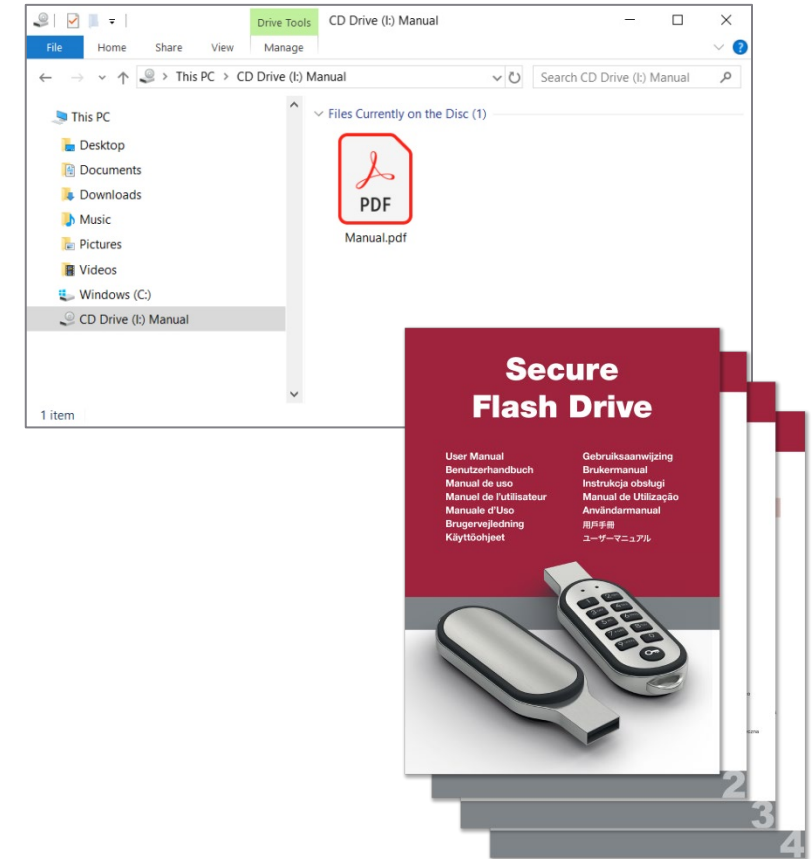 Drive Tools
CD Drive (I:) Manual
File
Home
Share
View
Manage
This PC > CD Drive (I:) Manual
Search CD Drive (I:) Manual
This PC
Desktop
Documents
Downloads
Music
Pictures
Videos
Windows (C:)
CD Drive (I:) Manual
Files Currently on the Disc (1)
PDF
Manual.pdf
1 item
Secure
Flash Drive
User Manual
Benutzerhandbuch
Manual de uso
Manuel de l'utilisateur
Manuale d'Uso
Brugervejledning
Käyttöohjeet
Gebruiksaanwijzing
Brukermanual
Instrukcja obsługi
Manual de Utilização
Användarmanual
用戶手冊
ユーザーマニュアル
2
3
4